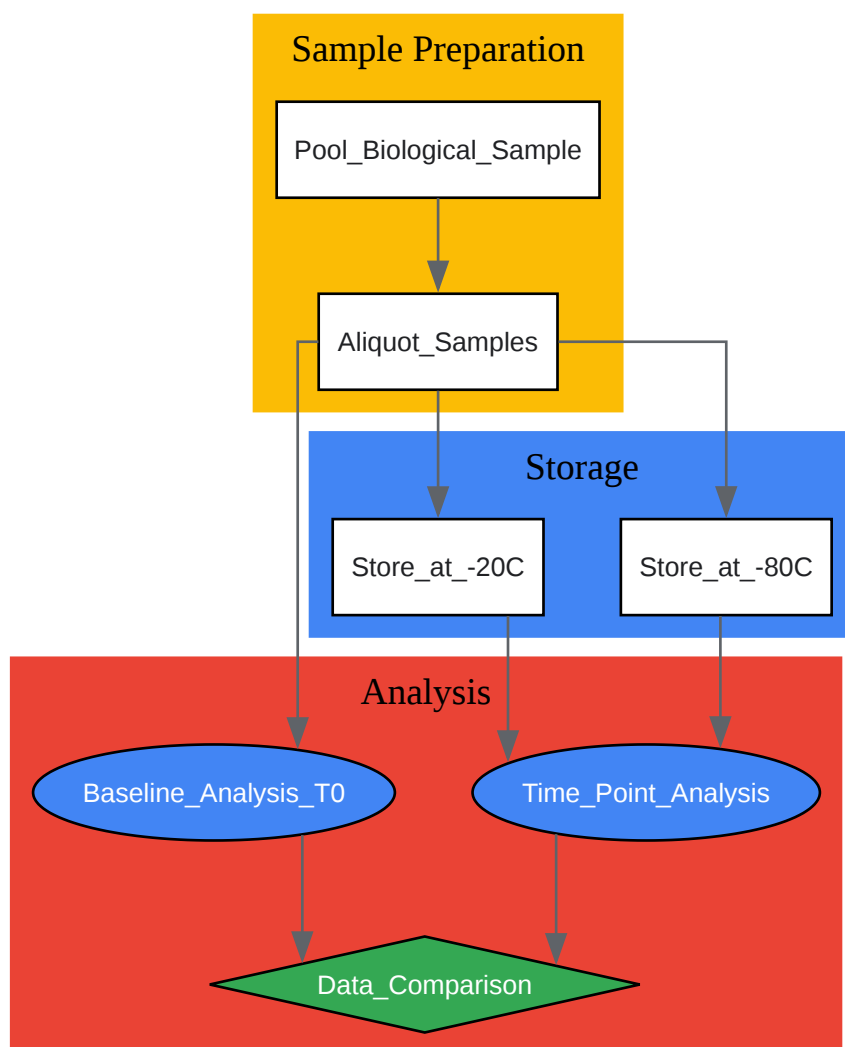 Sample Preparation
Pool_Biological_Sample
Aliquot_Samples
Storage
Store_at_-20C
Store_at_-80C
Analysis
Baseline_Analysis_T0
Time_Point_Analysis
Data_Comparison